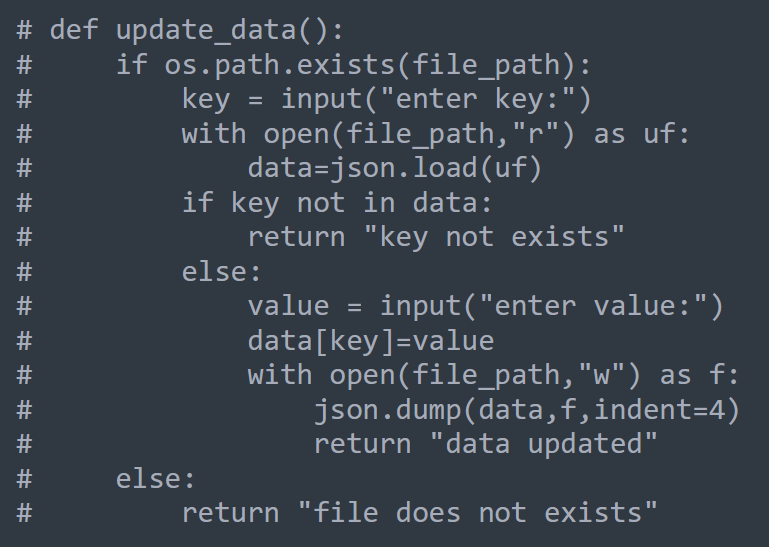 # def update_data():
#     if os.path.exists(file_path):
#         key = input("enter key:")
#         with open(file_path,"r") as uf:
#             data=json.load(uf)
#         if key not in data:
#             return "key not exists"
#         else:
#             value = input("enter value:")
#             data[key]=value
#             with open(file_path,"w") as f:
#                 json.dump(data,f,indent=4)
#                 return "data updated"
#     else:
#         return "file does not exists"